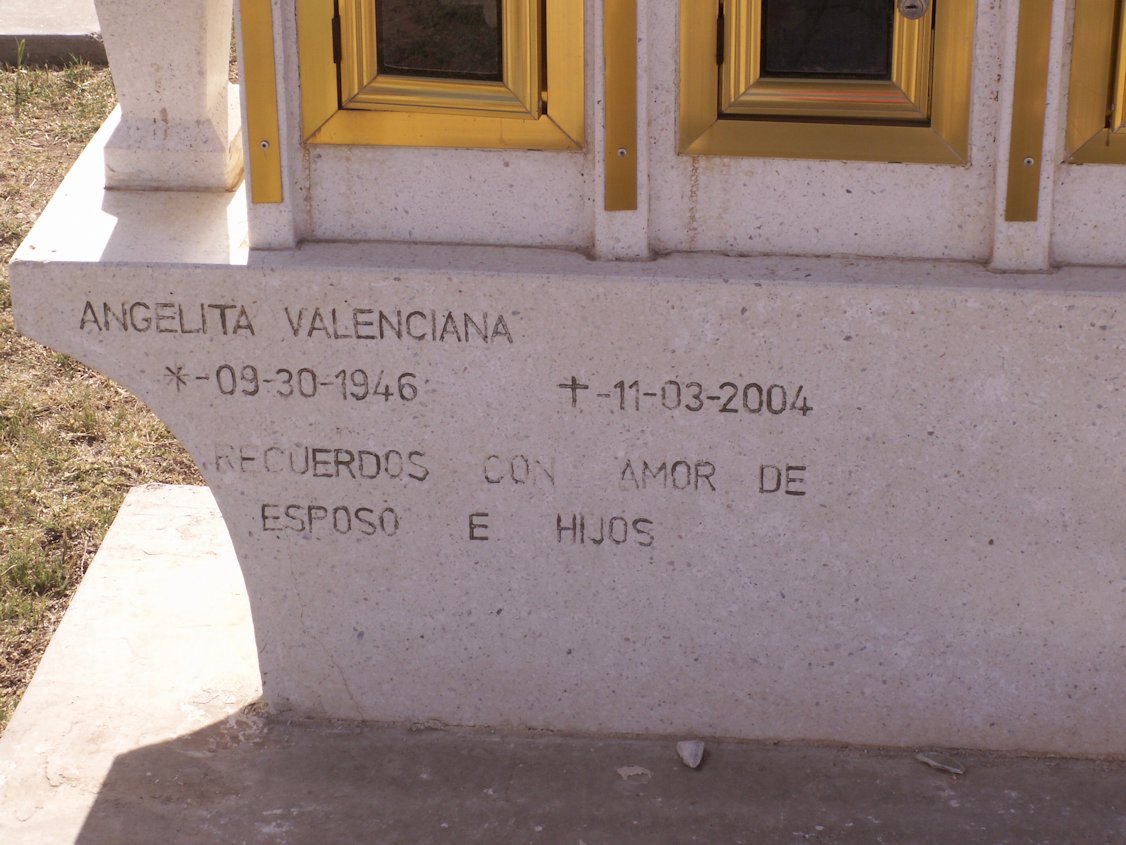 ANGELITA VALENCIANA
*-09-30-1946 †-11-03-2004
RECUERDOS CON AMOR DE
ESPOSO E HIJOS